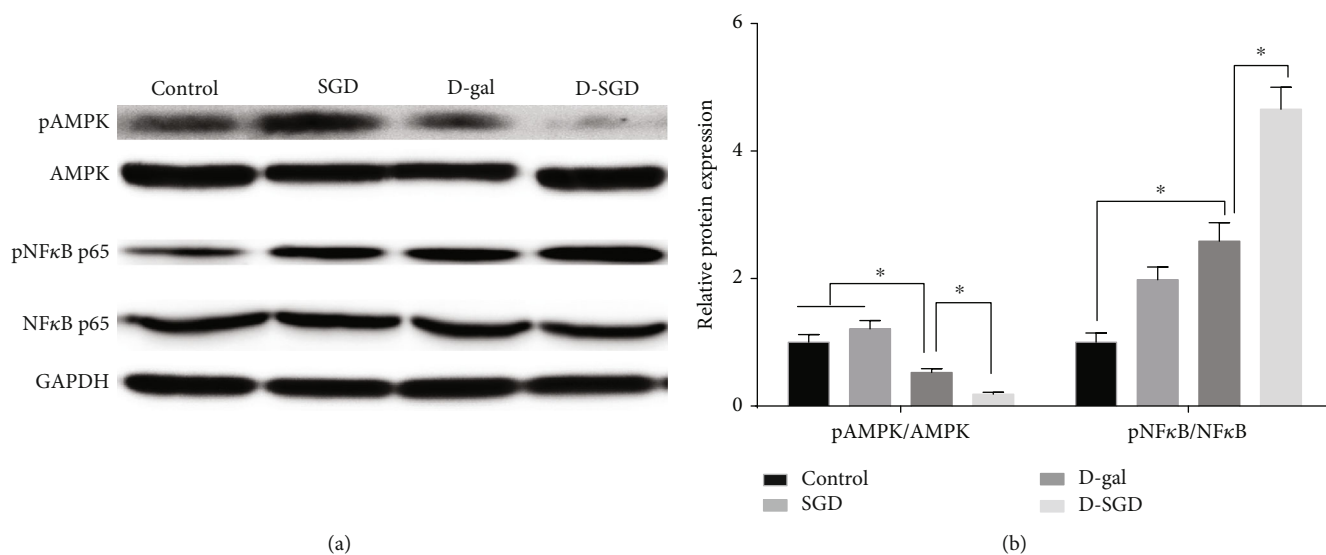 Control SGD D-gal D-SGD
pAMPK
AMPK
pNFκB p65
NFκB p65
GAPDH
(a)
Relative protein expression
6
4
2
0
*
*
*
*
pAMPK/AMPK pNFκB/NFκB
Control D-gal
SGD D-SGD
(b)